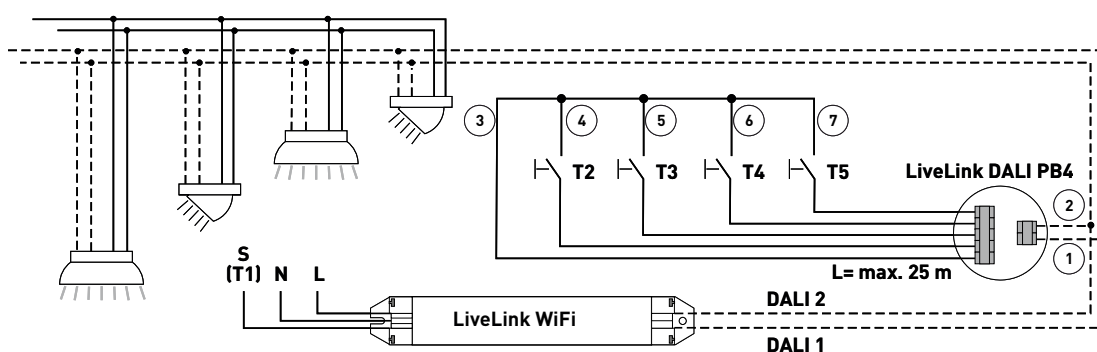 3
4
5
6
7
T2
T3
T4
T5
LiveLink DALI PB4
2
1
L= max. 25 m
S
(T1) N L
LiveLink WiFi
DALI 2
DALI 1